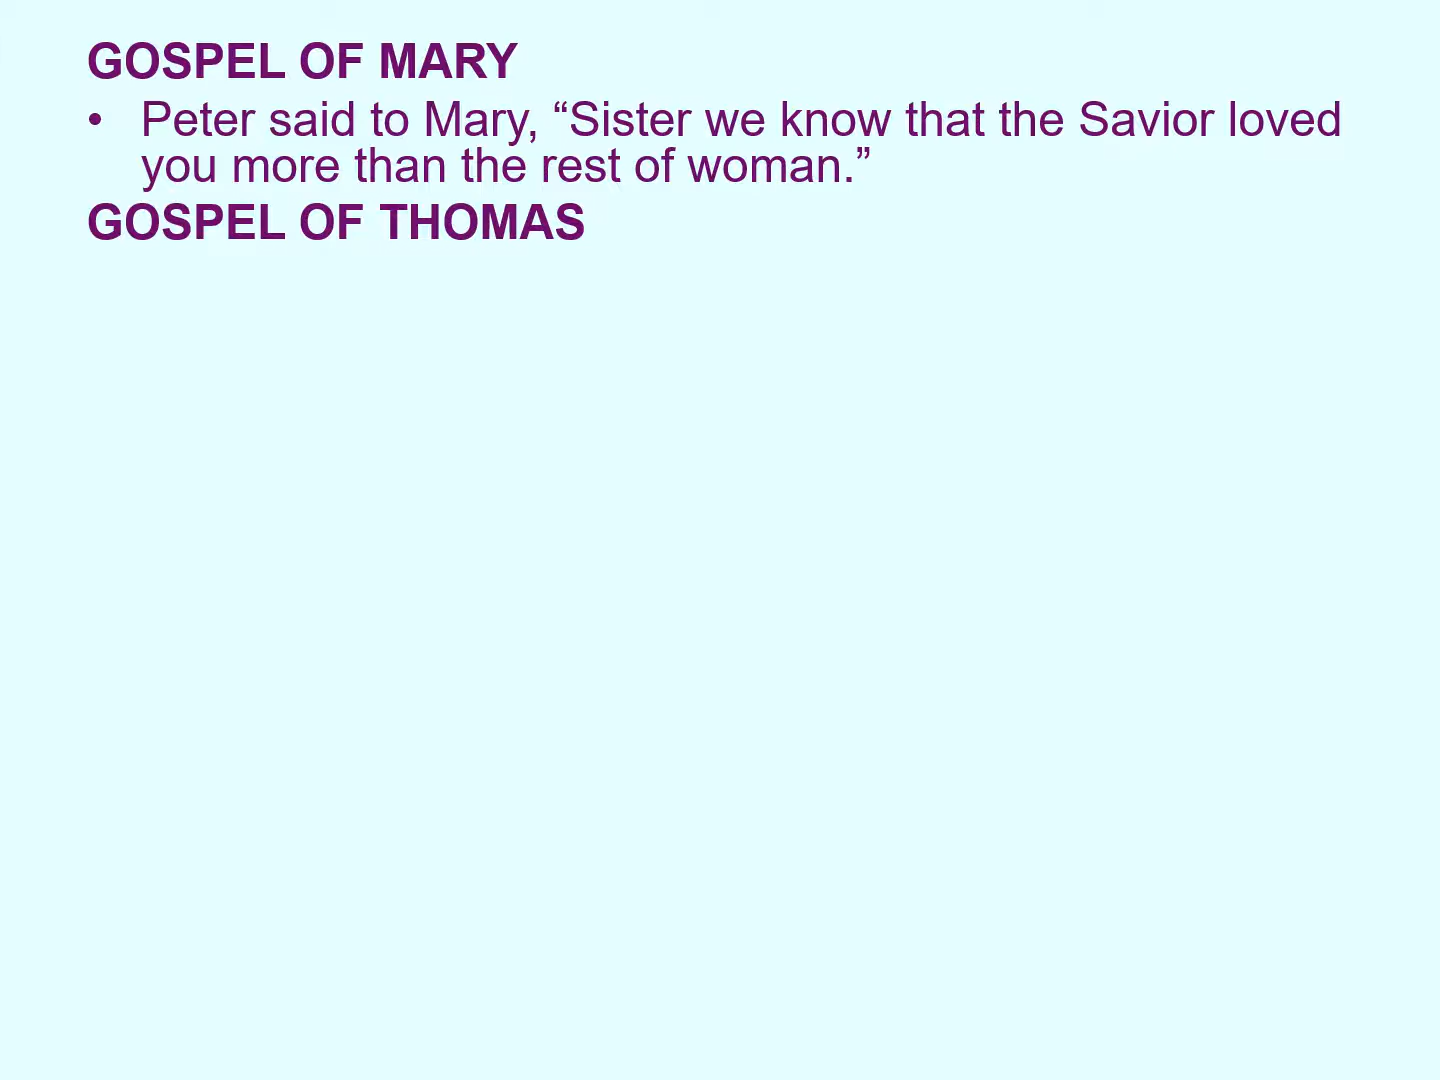 GOSPEL OF MARY
• Peter said to Mary, “Sister we know that the Savior loved
you more than the rest of woman.”
GOSPEL OF THOMAS